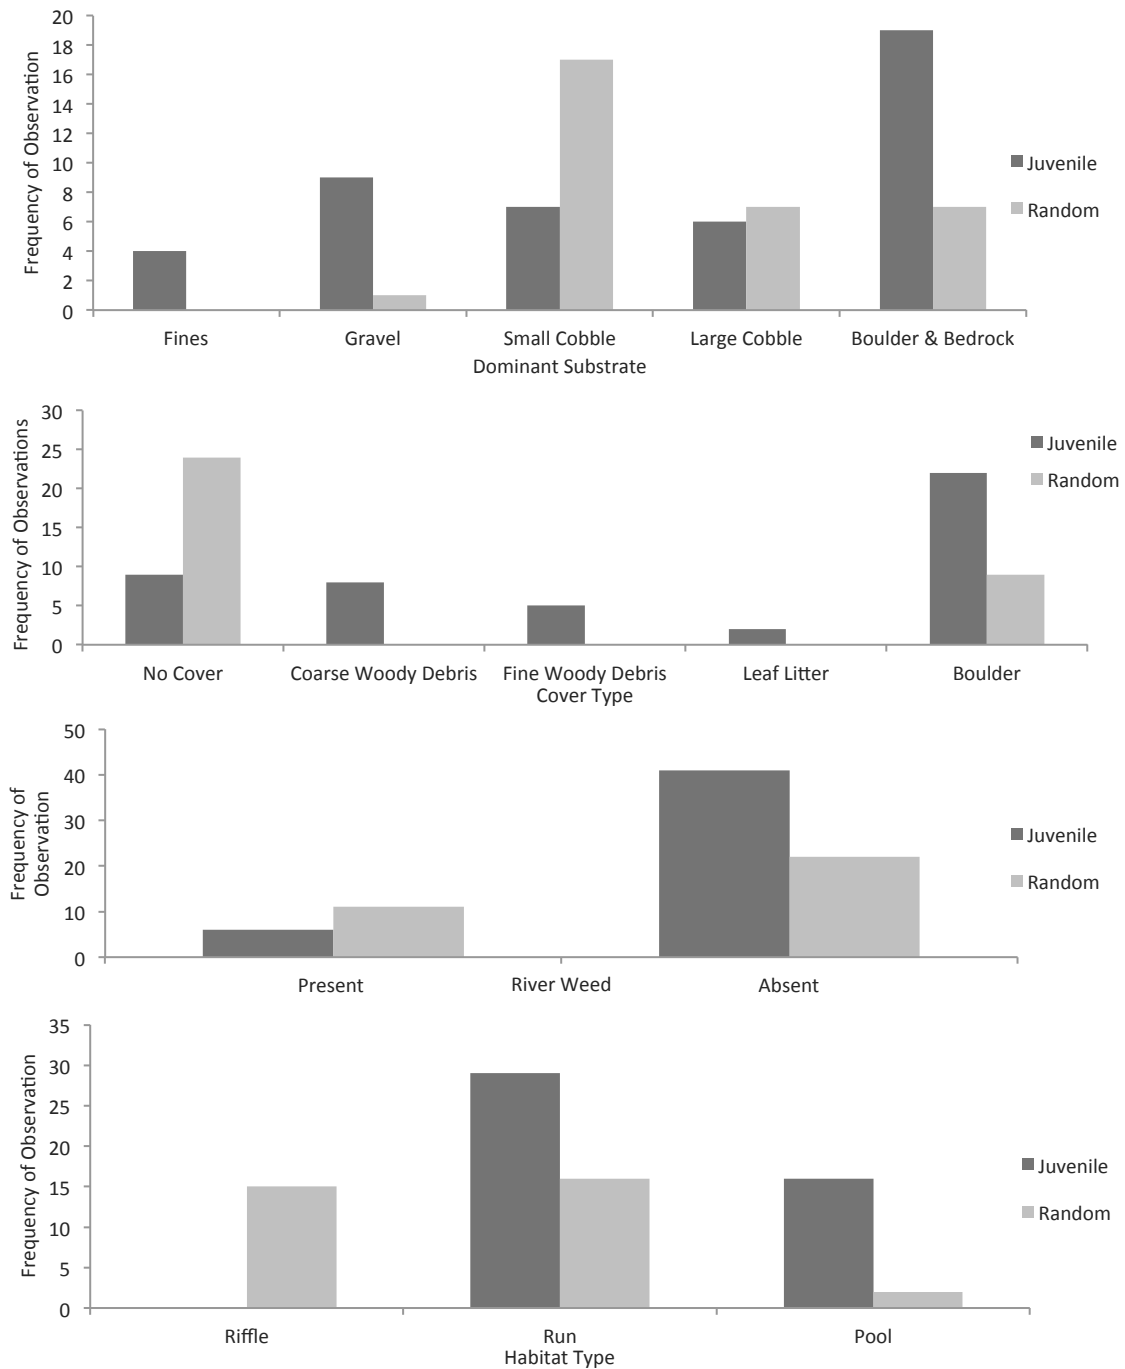 20
18
16
14
12
10
8
6
4
2
0
Frequency of Observation
Juvenile
Random
Fines Gravel Small Cobble Large Cobble Boulder & Bedrock
Dominant Substrate
30
25
20
15
10
5
0
Frequency of Observations
Juvenile
Random
No Cover Coarse Woody Debris Fine Woody Debris Leaf Litter Boulder
Cover Type
50
40
30
20
10
0
Frequency of
Observation
Juvenile
Random
Present River Weed Absent
35
30
25
20
15
10
5
0
Frequency of Observation
Juvenile
Random
Riffle Run Pool
Habitat Type